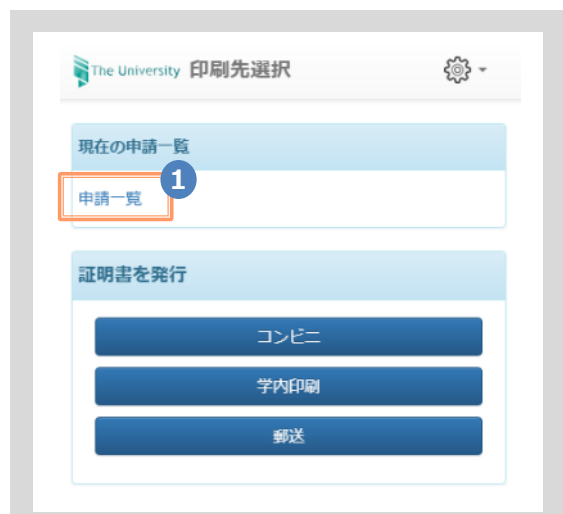 The University 印刷先選択
現在の申請一覧
申請一覧 1
証明書を発行
コンビニ
学内印刷
郵送